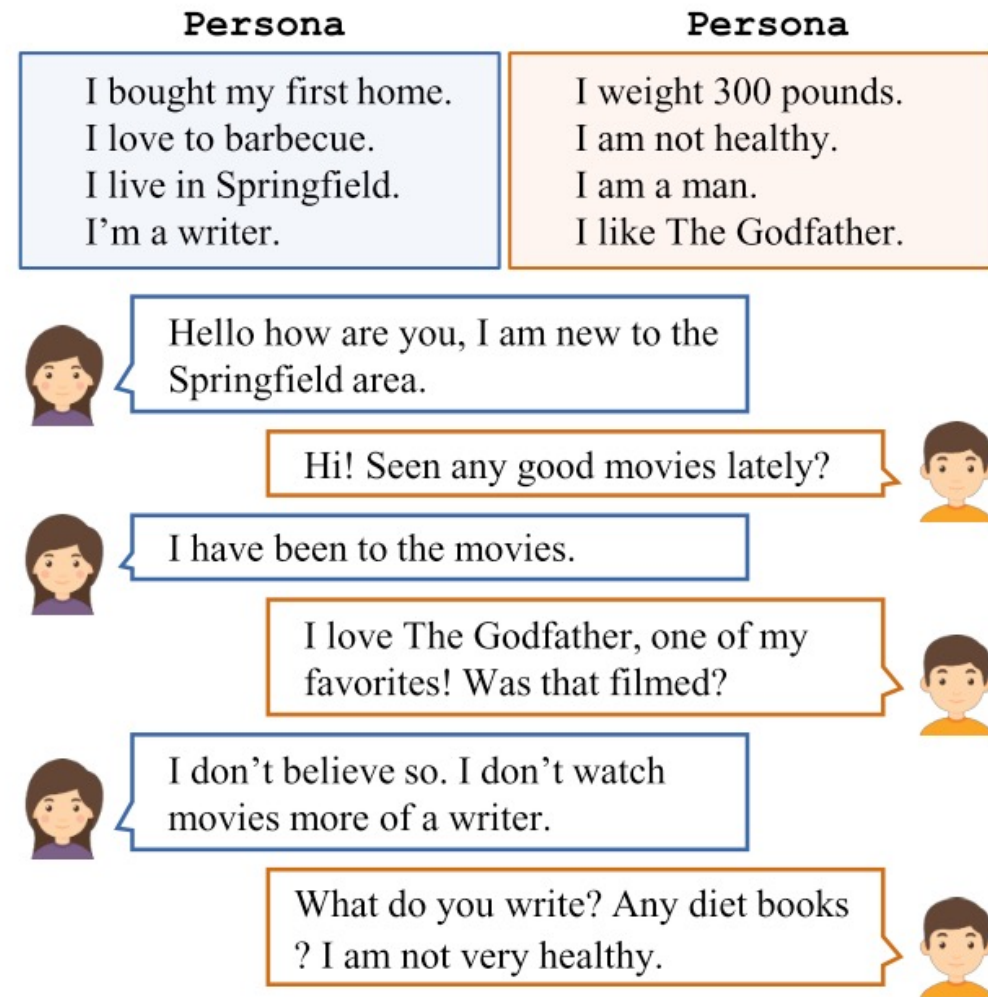 Persona
Persona
I bought my first home.
I love to barbecue.
I live in Springfield.
I'm a writer.
I weight 300 pounds.
I am not healthy.
I am a man.
I like The Godfather.
Hello how are you, I am new to the
Springfield area.
Hi! Seen any good movies lately?
I have been to the movies.
I love The Godfather, one of my
favorites! Was that filmed?
I don't believe so. I don't watch
movies more of a writer.
What do you write? Any diet books
? I am not very healthy.